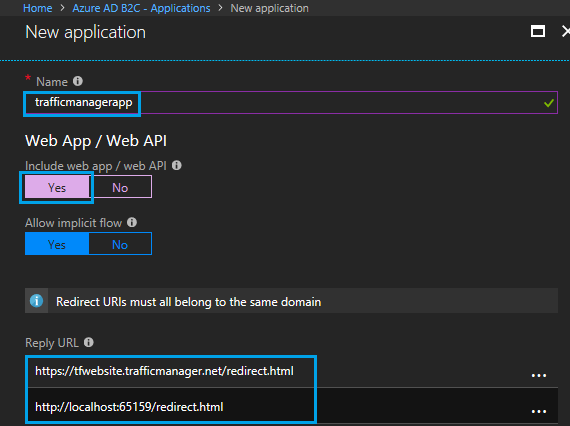 Home > Azure AD B2C - Applications > New application
New application
* Name
trafficmanagerapp
Web App / Web API
Include web app / web API
Yes No
Allow implicit flow
Yes No
Redirect URIs must all belong to the same domain
Reply URL
https://tfwebsite.trafficmanager.net/redirect.html ...
http://localhost:65159/redirect.html ...